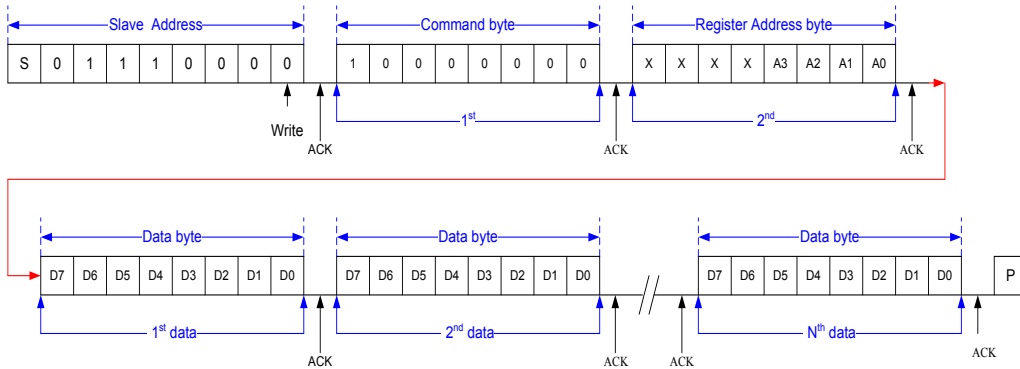 Slave Address Command byte Register Address byte
S 0 1 1 1 0 0 0 0 1 0 0 0 0 0 0 0 X X X X A3 A2 A1 A0
1st 2nd
Write ACK ACK ACK
Data byte Data byte Data byte
D7 D6 D5 D4 D3 D2 D1 D0 D7 D6 D5 D4 D3 D2 D1 D0 // D7 D6 D5 D4 D3 D2 D1 D0 P
1st data 2nd data Nth data
ACK ACK ACK ACK